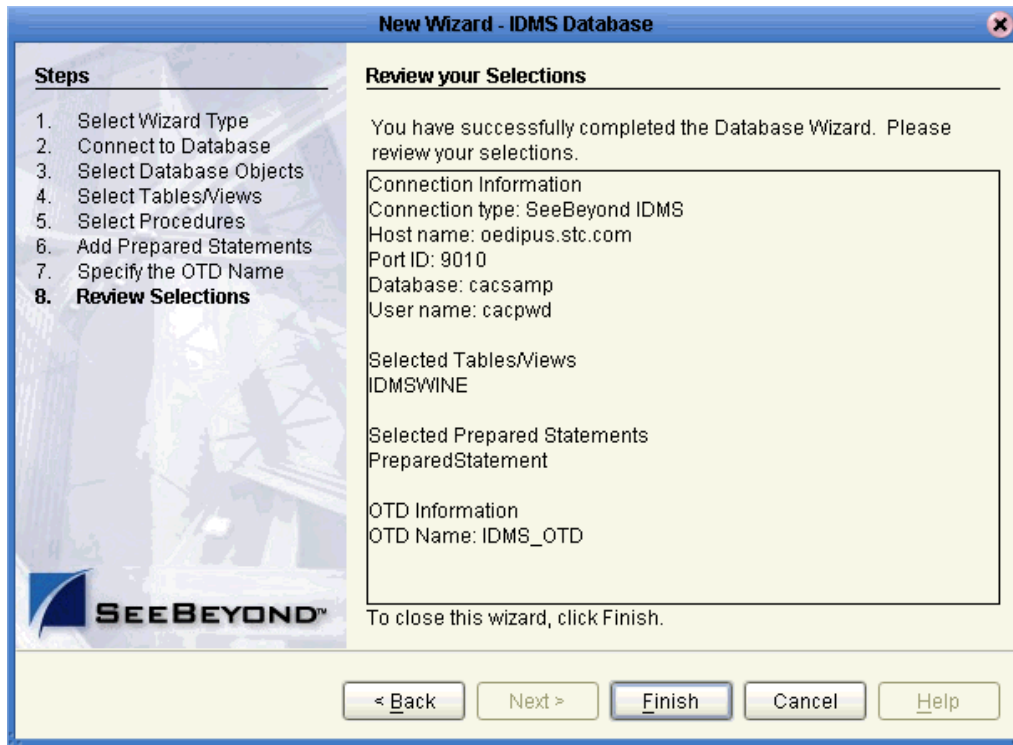 New Wizard - IDMS Database
Steps
1. Select Wizard Type
2. Connect to Database
3. Select Database Objects
4. Select Tables/Views
5. Select Procedures
6. Add Prepared Statements
7. Specify the OTD Name
8. Review Selections
SEEBEYOND™
Review your Selections
You have successfully completed the Database Wizard. Please
review your selections.
Connection Information
Connection type: SeeBeyond IDMS
Host name: oedipus.stc.com
Port ID: 9010
Database: cacsamp
User name: cacpwd
Selected Tables/Views
IDMSWINE
Selected Prepared Statements
PreparedStatement
OTD Information
OTD Name: IDMS_OTD
To close this wizard, click Finish.
< Back Next > Finish Cancel Help